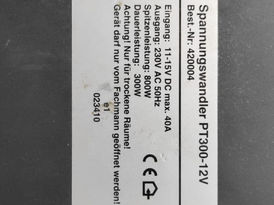 Spannungswandler PT300-12V
Best.-Nr: 420004
Eingang: 11-15V DC max. 40A
Ausgang: 230V AC 50Hz
Spitzenleistung: 800W
Dauerleistung: 300W
Achtung! Nur für trockene Räume!
Gerät darf nur vom Fachmann geöffnet werden!
e1
023410
CE